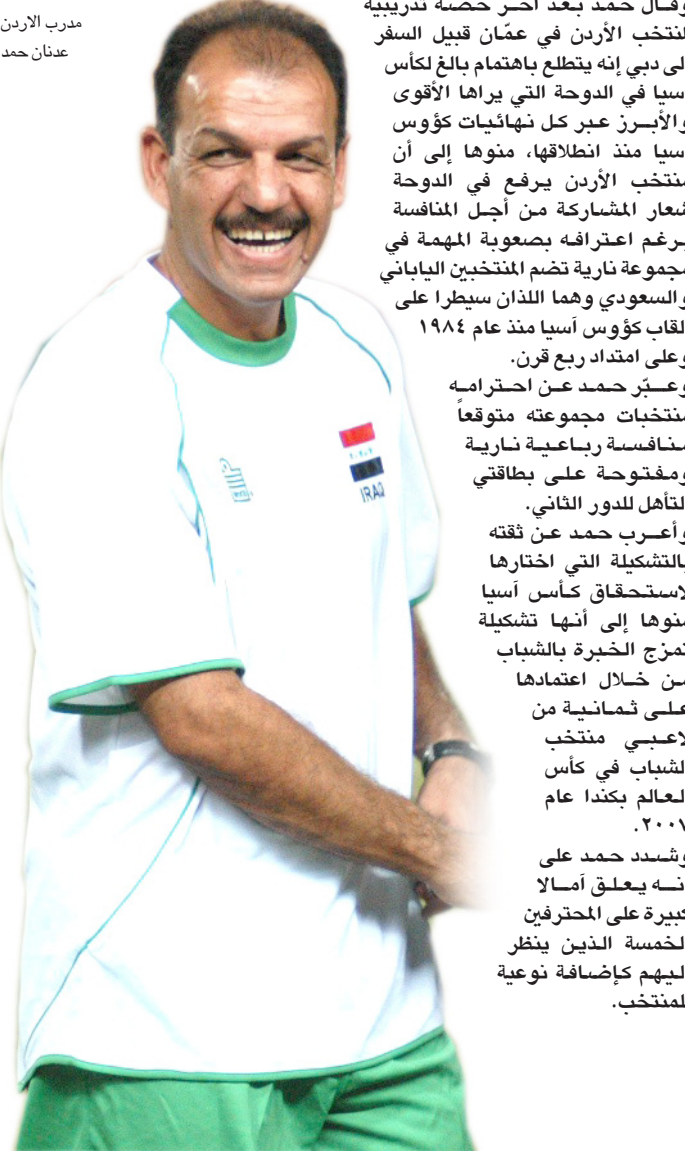 مدرب الاردن
عدنان حمد
وقال حمد بعد آخر حصة تدريبية
لمنتخب الأردن في عمّان قبيل السفر
إلى دبي إنه يتطلع باهتمام بالغ لكأس
آسيا في الدوحة التي يراها الأقوى
والأبرز عبر كل نهائيات كؤوس
آسيا منذ انطلاقها، منوها إلى أن
منتخب الأردن يرفع في الدوحة
شعار المشاركة من أجل المنافسة
برغم اعترافه بصعوبة المهمة في
مجموعة نارية تضم المنتخبين الياباني
والسعودي وهما اللذان سيطرا على
ألقاب كؤوس آسيا منذ عام ١٩٨٤
وعلى امتداد ربع قرن.
وعبّر حمد عن احترامه
لمنتخبات مجموعته متوقعاً
منافسة رباعية نارية
ومفتوحة على بطاقتي
التأهل للدور الثاني.
وأعرب حمد عن ثقته
بالتشكيلة التي اختارها
لاستحقاق كأس آسيا
منوها إلى أنها تشكيلة
تمزج الخبرة بالشباب
من خلال اعتمادها
على ثمانية من
لاعبي منتخب
الشباب في كأس
العالم بكندا عام
٢٠٠٧.
وشدد حمد على
أنه يعلق آمالا
كبيرة على المحترفين
الخمسة الذين ينظر
إليهم كإضافة نوعية
للمنتخب.
IRAQ